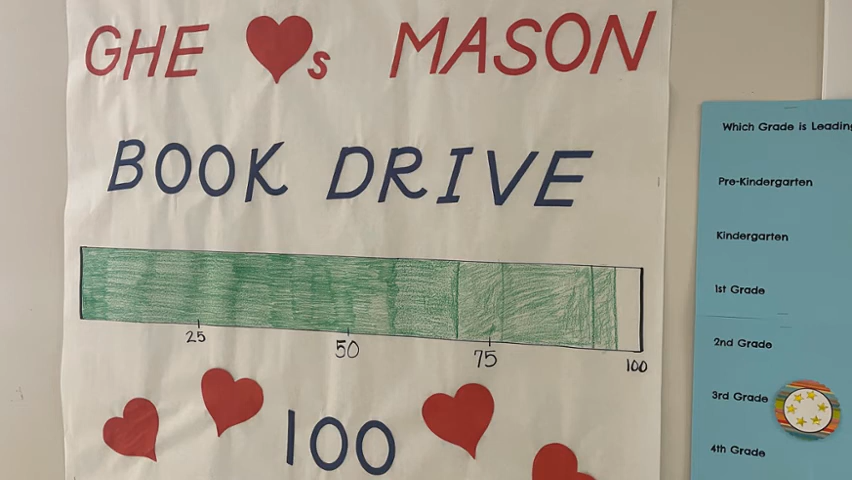 GHE s MASON
BOOK DRIVE
25
50
75
100
100
Which Grade is Leading
Pre-Kindergarten
Kindergarten
1st Grade
2nd Grade
3rd Grade
4th Grade